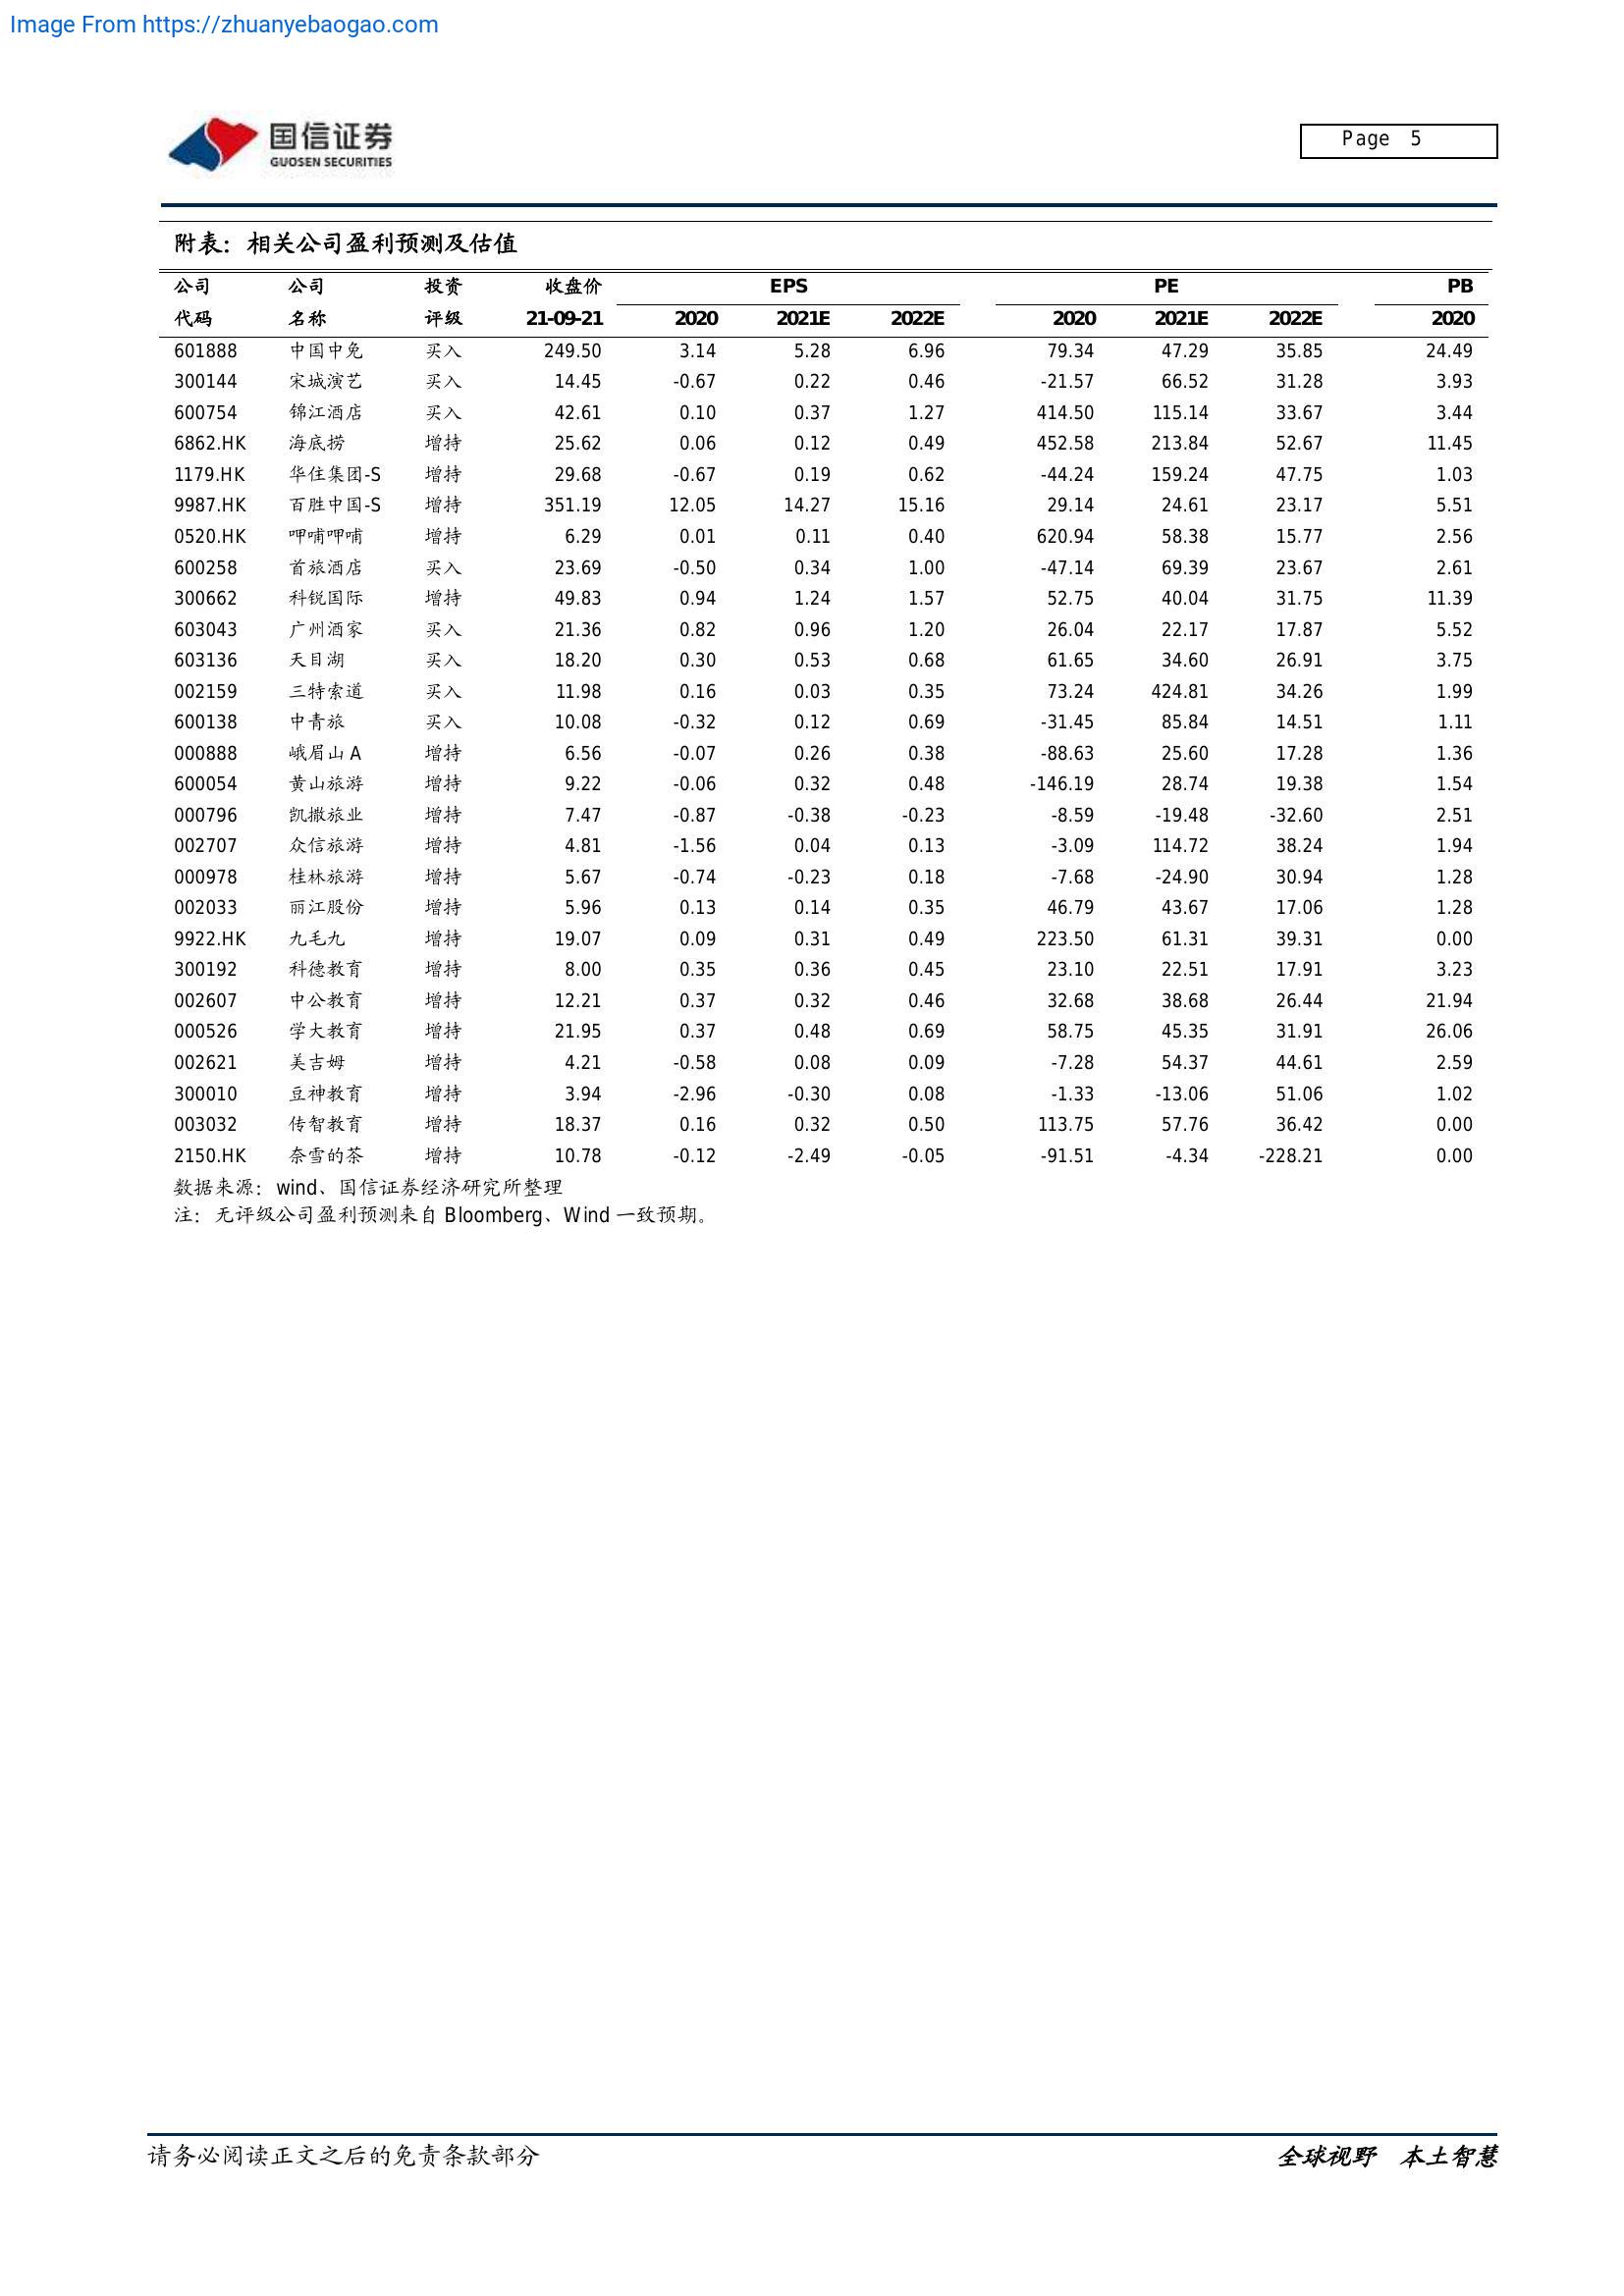 Image From https://zhuanyebaogao.com
国信证券
GUOSEN SECURITIES
Page 5
附表：相关公司盈利预测及估值
公司 公司 投资 收盘价 EPS PE PB
代码 名称 评级 21-09-21 2020 2021E 2022E 2020 2021E 2022E 2020
601888 中国中免 买入 249.50 3.14 5.28 6.96 79.34 47.29 35.85 24.49
300144 宋城演艺 买入 14.45 -0.67 0.22 0.46 -21.57 66.52 31.28 3.93
600754 锦江酒店 买入 42.61 0.10 0.37 1.27 414.50 115.14 33.67 3.44
6862.HK 海底捞 增持 25.62 0.06 0.12 0.49 452.58 213.84 52.67 11.45
1179.HK 华住集团-S 增持 29.68 -0.67 0.19 0.62 -44.24 159.24 47.75 1.03
9987.HK 百胜中国-S 增持 351.19 12.05 14.27 15.16 29.14 24.61 23.17 5.51
0520.HK 呷哺呷哺 增持 6.29 0.01 0.11 0.40 620.94 58.38 15.77 2.56
600258 首旅酒店 买入 23.69 -0.50 0.34 1.00 -47.14 69.39 23.67 2.61
300662 科锐国际 增持 49.83 0.94 1.24 1.57 52.75 40.04 31.75 11.39
603043 广州酒家 买入 21.36 0.82 0.96 1.20 26.04 22.17 17.87 5.52
603136 天目湖 买入 18.20 0.30 0.53 0.68 61.65 34.60 26.91 3.75
002159 三特索道 买入 11.98 0.16 0.03 0.35 73.24 424.81 34.26 1.99
600138 中青旅 买入 10.08 -0.32 0.12 0.69 -31.45 85.84 14.51 1.11
000888 峨眉山 A 增持 6.56 -0.07 0.26 0.38 -88.63 25.60 17.28 1.36
600054 黄山旅游 增持 9.22 -0.06 0.32 0.48 -146.19 28.74 19.38 1.54
000796 凯撒旅业 增持 7.47 -0.87 -0.38 -0.23 -8.59 -19.48 -32.60 2.51
002707 众信旅游 增持 4.81 -1.56 0.04 0.13 -3.09 114.72 38.24 1.94
000978 桂林旅游 增持 5.67 -0.74 -0.23 0.18 -7.68 -24.90 30.94 1.28
002033 丽江股份 增持 5.96 0.13 0.14 0.35 46.79 43.67 17.06 1.28
9922.HK 九毛九 增持 19.07 0.09 0.31 0.49 223.50 61.31 39.31 0.00
300192 科德教育 增持 8.00 0.35 0.36 0.45 23.10 22.51 17.91 3.23
002607 中公教育 增持 12.21 0.37 0.32 0.46 32.68 38.68 26.44 21.94
000526 学大教育 增持 21.95 0.37 0.48 0.69 58.75 45.35 31.91 26.06
002621 美吉姆 增持 4.21 -0.58 0.08 0.09 -7.28 54.37 44.61 2.59
300010 豆神教育 增持 3.94 -2.96 -0.30 0.08 -1.33 -13.06 51.06 1.02
003032 传智教育 增持 18.37 0.16 0.32 0.50 113.75 57.76 36.42 0.00
2150.HK 奈雪的茶 增持 10.78 -0.12 -2.49 -0.05 -91.51 -4.34 -228.21 0.00
数据来源：wind、国信证券经济研究所整理
注：无评级公司盈利预测来自 Bloomberg、Wind 一致预期。
请务必阅读正文之后的免责条款部分 全球视野 本土智慧